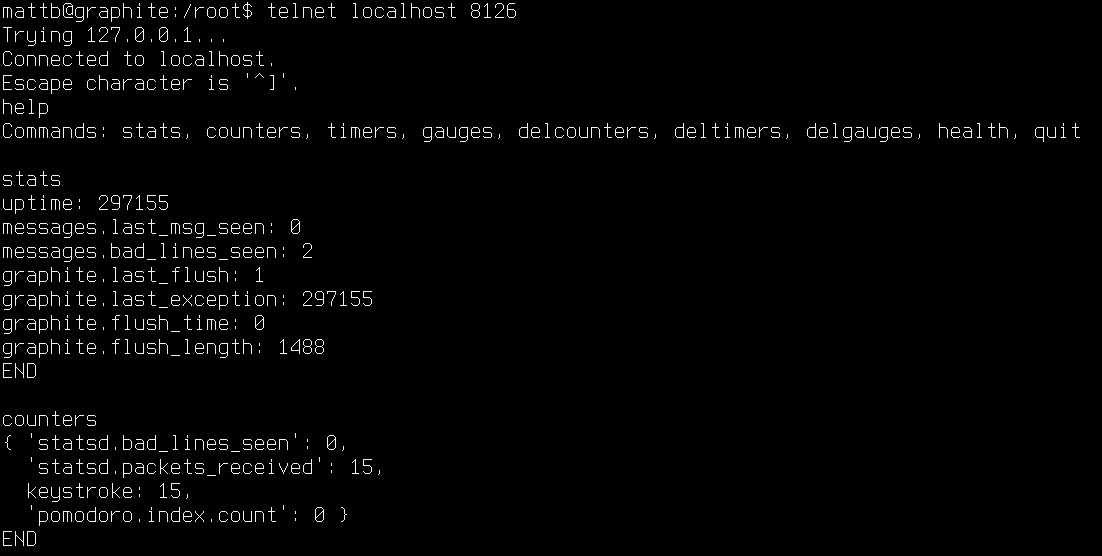 mattb@graphite:/root$ telnet localhost 8126
Trying 127.0.0.1...
Connected to localhost.
Escape character is '^]'.
help
Commands: stats, counters, timers, gauges, delcounters, deltimers, delgauges, health, quit

stats
uptime: 297155
messages.last_msg_seen: 0
messages.bad_lines_seen: 2
graphite.last_flush: 1
graphite.last_exception: 297155
graphite.flush_time: 0
graphite.flush_length: 1488
END

counters
{ 'statsd.bad_lines_seen': 0,
  'statsd.packets_received': 15,
  keystroke: 15,
  'pomodoro.index.count': 0 }
END